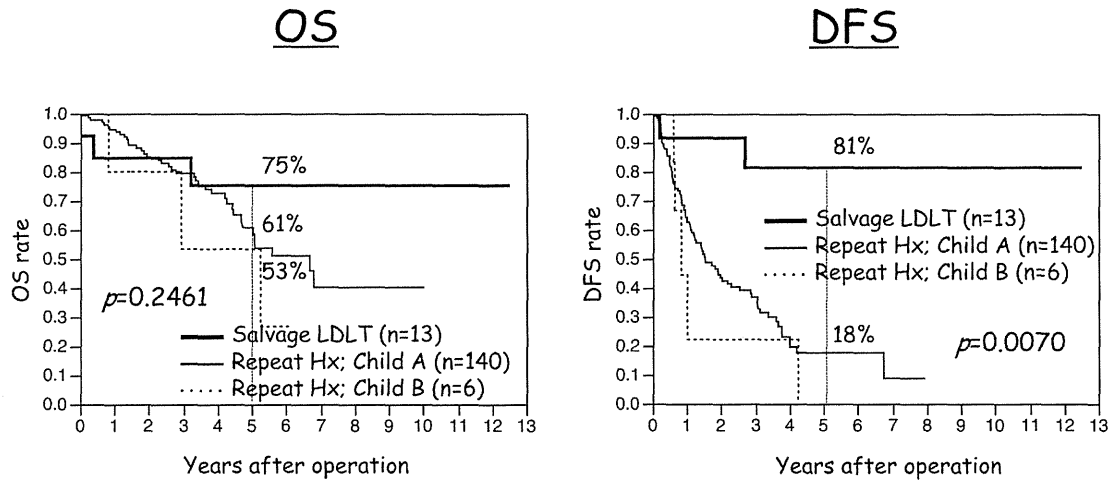 OS
DFS
1.0
0.9
0.8
0.7
0.6
0.5
0.4
0.3
0.2
0.1
0.0
OS rate
75%
61%
53%
p=0.2461
Salvage LDLT (n=13)
Repeat Hx; Child A (n=140)
Repeat Hx; Child B (n=6)
0 1 2 3 4 5 6 7 8 9 10 11 12 13
Years after operation
1.0
0.9
0.8
0.7
0.6
0.5
0.4
0.3
0.2
0.1
0.0
DFS rate
81%
Salvage LDLT (n=13)
Repeat Hx; Child A (n=140)
Repeat Hx; Child B (n=6)
18%
p=0.0070
0 1 2 3 4 5 6 7 8 9 10 11 12 13
Years after operation